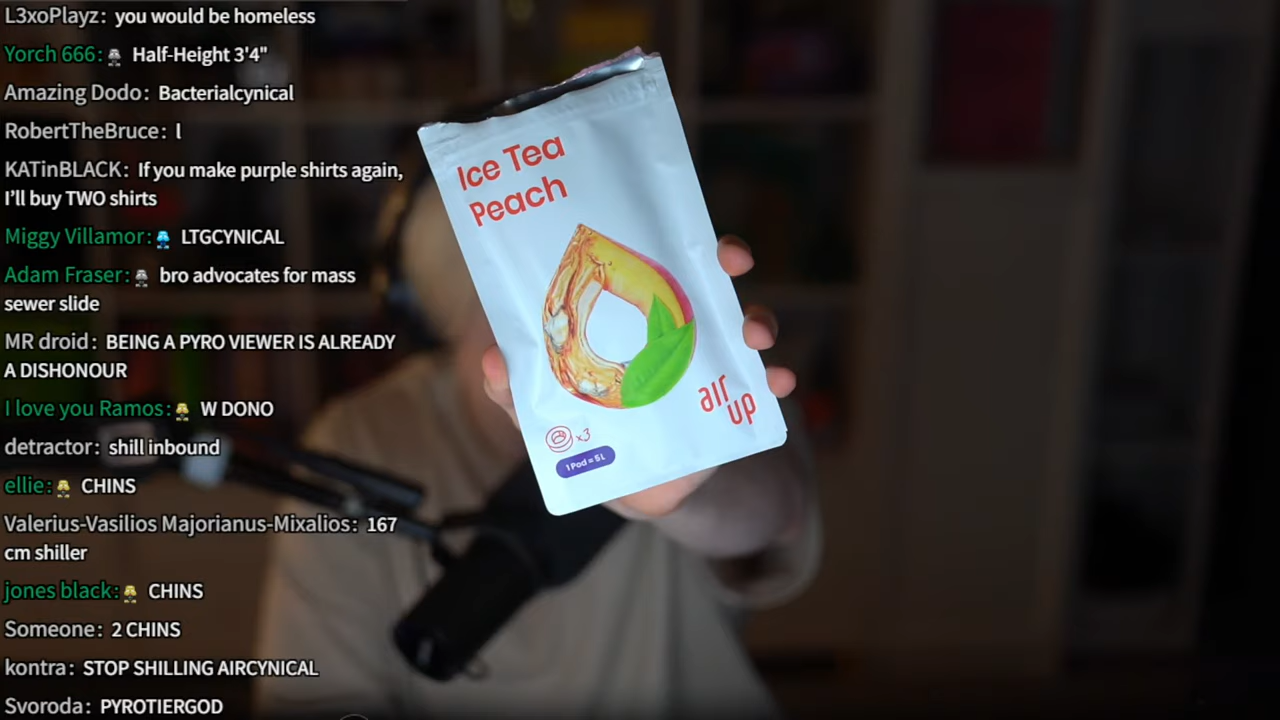 L3xoPlayz: you would be homeless
Yorch 666: Half-Height 3'4"
Amazing Dodo: Bacterialcynical
RobertTheBruce: l
KATinBLACK: If you make purple shirts again,
I'll buy TWO shirts
Miggy Villamor: LTGCYNICAL
Adam Fraser: bro advocates for mass
sewer slide
MR droid: BEING A PYRO VIEWER IS ALREADY
A DISHONOUR
I love you Ramos: W DONO
detractor: shill inbound
ellie: CHINS
Valerius-Vasilios Majorianus-Mixalios: 167
cm shiller
jones black: CHINS
Someone: 2 CHINS
kontra: STOP SHILLING AIRCYNICAL
Svoroda: PYROTIERGOD
Ice Tea
Peach
air
up
x3
1 Pod = 5L